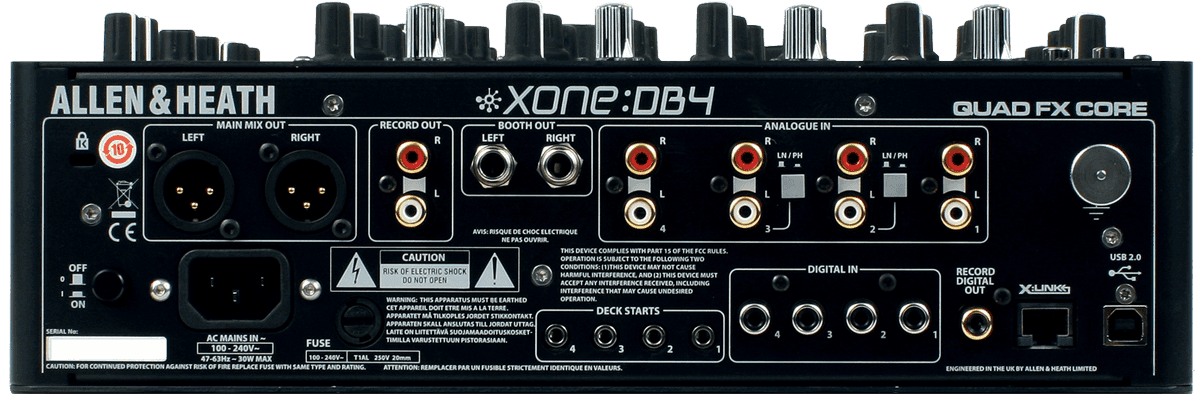 ALLEN & HEATH
XONE:DB4
QUAD FX CORE
MAIN MIX OUT
LEFT
RIGHT
RECORD OUT
R
L
BOOTH OUT
LEFT
RIGHT
ANALOGUE IN
R
L
4
R
LN / PH
L
3
R
LN / PH
L
2
R
L
1
K
10
CE
AVIS: RISQUE DE CHOC ELECTRIQUE
NE PAS OUVRIR.
OFF
0
I
ON
CAUTION
RISK OF ELECTRIC SHOCK
DO NOT OPEN
THIS DEVICE COMPLIES WITH PART 15 OF THE FCC RULES.
OPERATION IS SUBJECT TO THE FOLLOWING TWO
CONDITIONS: (1)THIS DEVICE MAY NOT CAUSE
HARMFUL INTERFERENCE, AND (2) THIS DEVICE MUST
ACCEPT ANY INTERFERENCE RECEIVED, INCLUDING
INTERFERENCE THAT MAY CAUSE UNDESIRED
OPERATION.
WARNING: THIS APPARATUS MUST BE EARTHED
CET APPAREIL DOIT ETRE MIS A LA TERRE.
APPARATET MÅ TILKOPLES JORDET STIKKONTAKT.
APPARATEN SKALL ANSLUTAS TILL JORDAT UTTAG.
LAITE ON LIITETTÄVÄ SUOJAMAADOITUSKOSKET-
TIMILLA VARUSTETTUUN PISTORASIAAN.
DIGITAL IN
4
3
2
1
RECORD
DIGITAL
OUT
X:LINK
USB 2.0
DECK STARTS
4
3
2
1
SERIAL No:
AC MAINS IN ~
100 - 240V~
47-63Hz ~ 30W MAX
FUSE
100 - 240V~
T1AL 250V 20mm
CAUTION: FOR CONTINUED PROTECTION AGAINST RISK OF FIRE REPLACE FUSE WITH SAME TYPE AND RATING.
ATTENTION: REMPLACER PAR UN FUSIBLE STRICTEMENT IDENTIQUE EN VALEURS.
ENGINEERED IN THE UK BY ALLEN & HEATH LIMITED